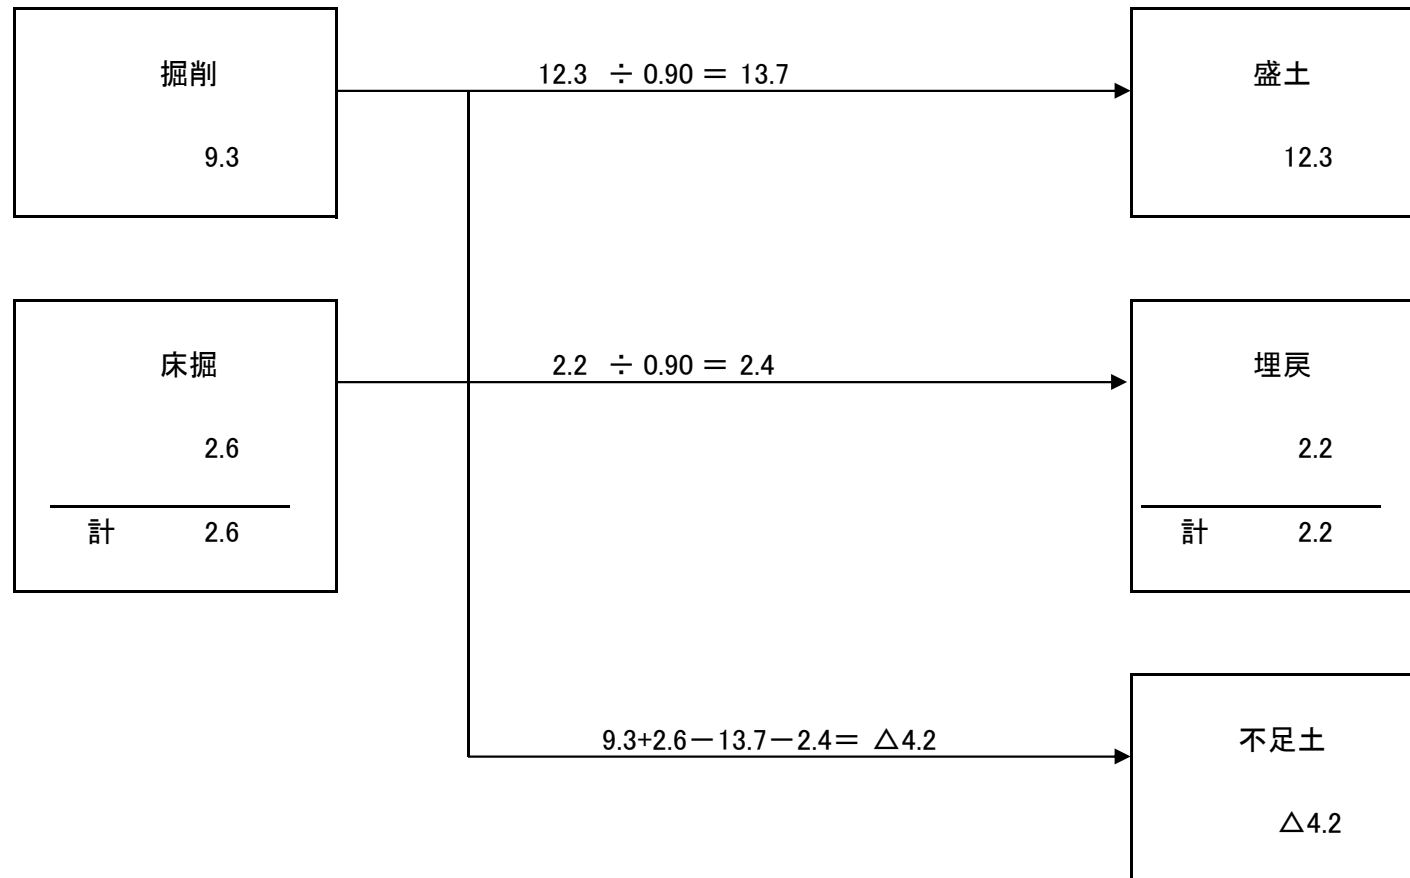 掘削
12.3 ÷ 0.90 = 13.7
盛土
9.3
12.3
床掘
2.2 ÷ 0.90 = 2.4
埋戻
2.6
2.2
計 2.6
計 2.2
9.3+2.6－13.7－2.4＝ △4.2
不足土
△4.2